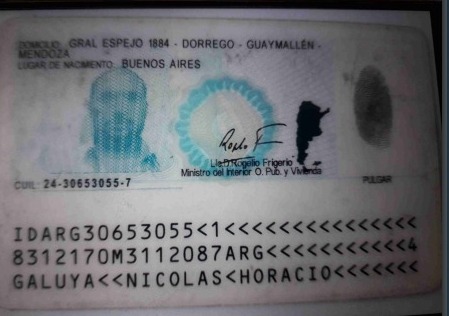 DOMICILIO: GRAL ESPEJO 1884 - DORREGO - GUAYMALLÉN -
MENDOZA
LUGAR DE NACIMIENTO: BUENOS AIRES
Lic. Rogelio Frigerio
Ministro del Interior O. Pub. y Vivienda
CUIL: 24-30653055-7
PULGAR
IDARG30653055<1<<<<<<<<<<<<<<<
8312170M3112087ARG<<<<<<<<<<<4
GALUYA<<NICOLAS<HORACIO<<<<<<<